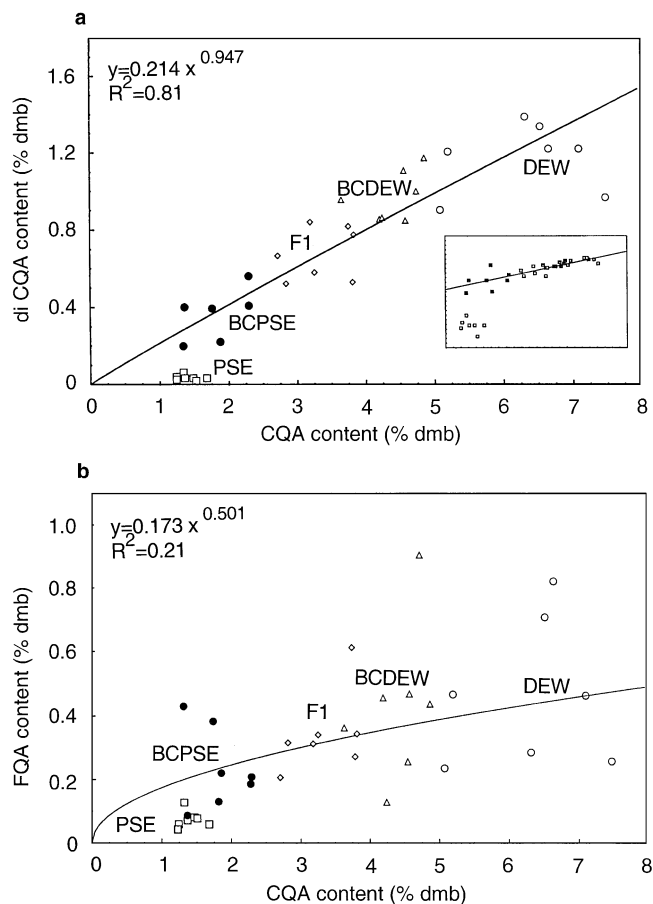 a
y=0.214 x^0.947
R^2=0.81
di CQA content (% dmb)
1.6
1.2
0.8
0.4
0
DEW
BCDEW
F1
BCPSE
PSE
0 1 2 3 4 5 6 7 8
CQA content (% dmb)
b
y=0.173 x^0.501
R^2=0.21
FQA content (% dmb)
1.0
0.8
0.6
0.4
0.2
0
BCDEW
DEW
F1
BCPSE
PSE
0 1 2 3 4 5 6 7 8
CQA content (% dmb)